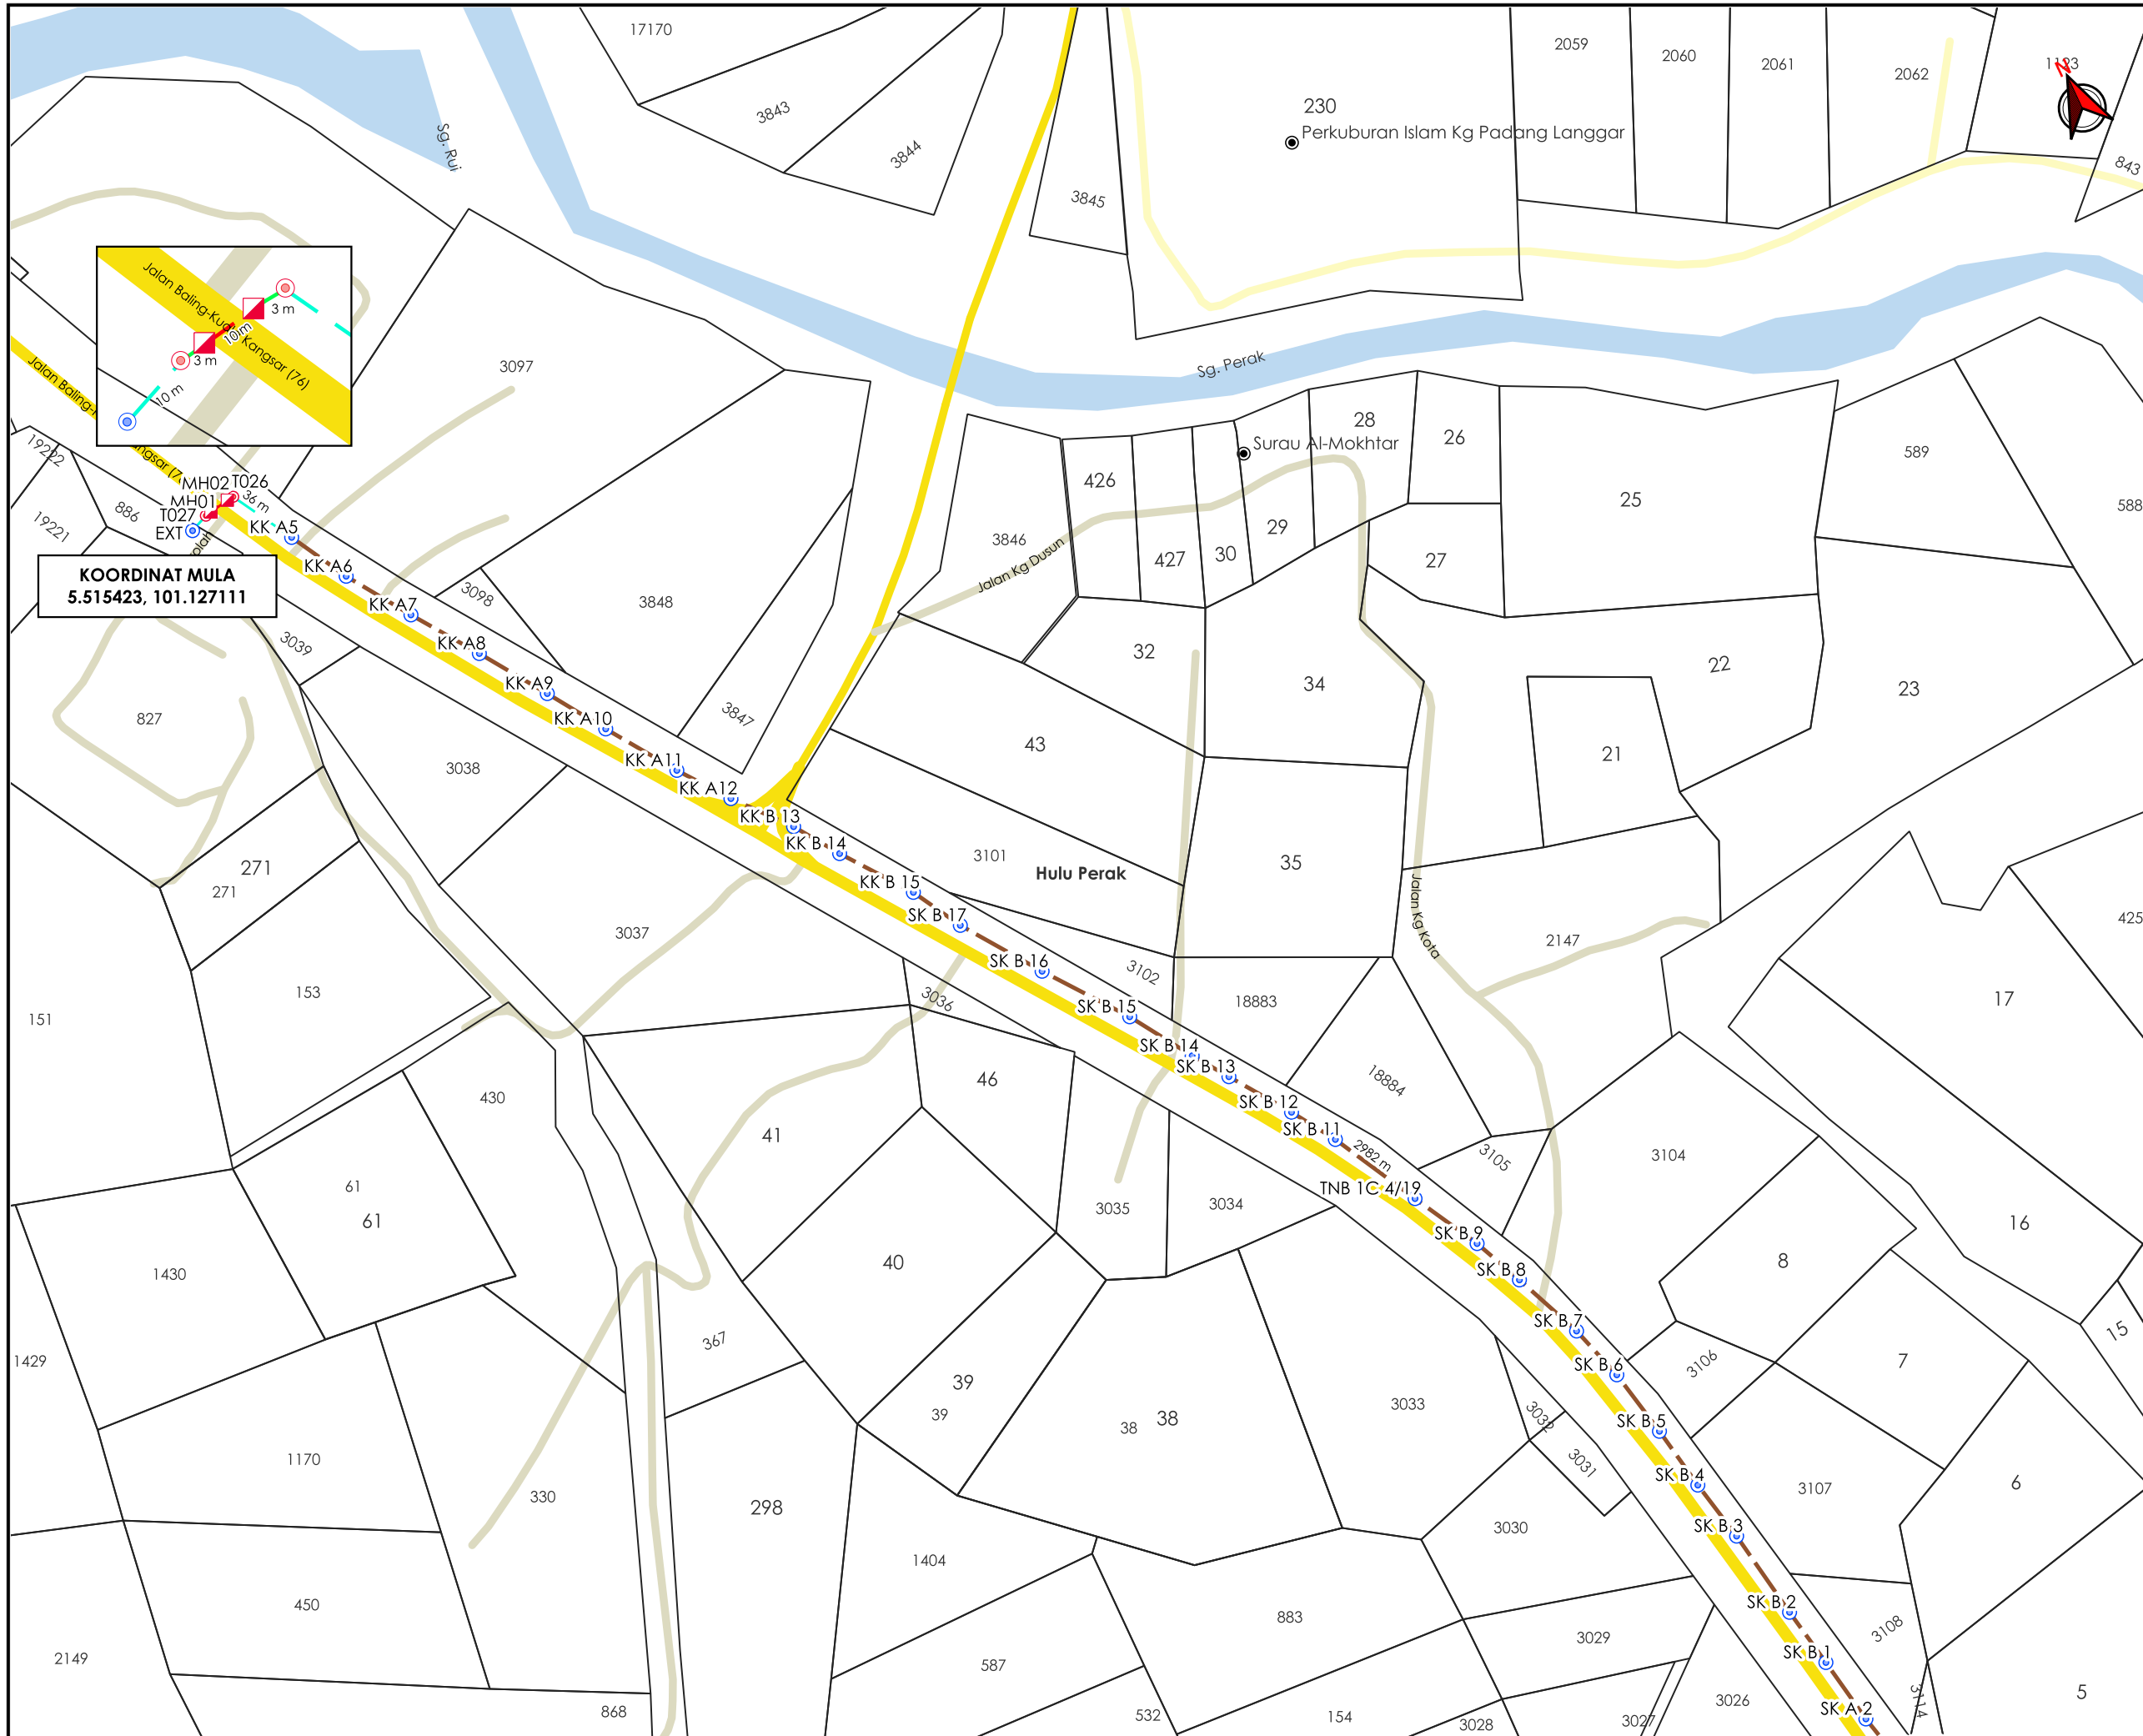 17170
2059
2060
2061
2062
1123
N
3843
3844
3845
230
Perkuburan Islam Kg Padang Langgar
843
Sg. Rui
Sg. Perak
Jalan Baling-Kuala Kangsar (76)
3 m
10 m
3 m
10 m
3097
28
26
Surau Al-Mokhtar
589
588
25
426
427
30
29
27
3846
Jalan Kg Dusun
19222
19221
886
MH02
T026
36 m
MH01
T027
EXT
KOORDINAT MULA
5.515423, 101.127111
KK A5
KK A6
KK A7
KK A8
KK A9
KK A10
KK A11
KK A12
KK B 13
KK B 14
KK B 15
SK B 17
SK B 16
SK B 15
SK B 14
SK B 13
SK B 12
SK B 11
2982 m
TNB 1C 4/19
SK B 9
SK B 8
SK B 7
SK B 6
SK B 5
SK B 4
SK B 3
SK B 2
SK B 1
SK A 2
3098
3848
3039
3847
32
34
22
23
21
43
827
3038
271
271
3101
Hulu Perak
35
Jalan Kg Kota
2147
425
3037
3102
18883
17
153
151
3036
46
18884
430
41
3105
3104
61
61
3035
3034
16
1430
40
8
15
1429
367
39
39
38
38
3033
3032
3031
3106
7
1170
330
298
3030
3107
6
450
1404
883
3029
3108
2149
587
868
532
154
3028
3027
3026
3114
5